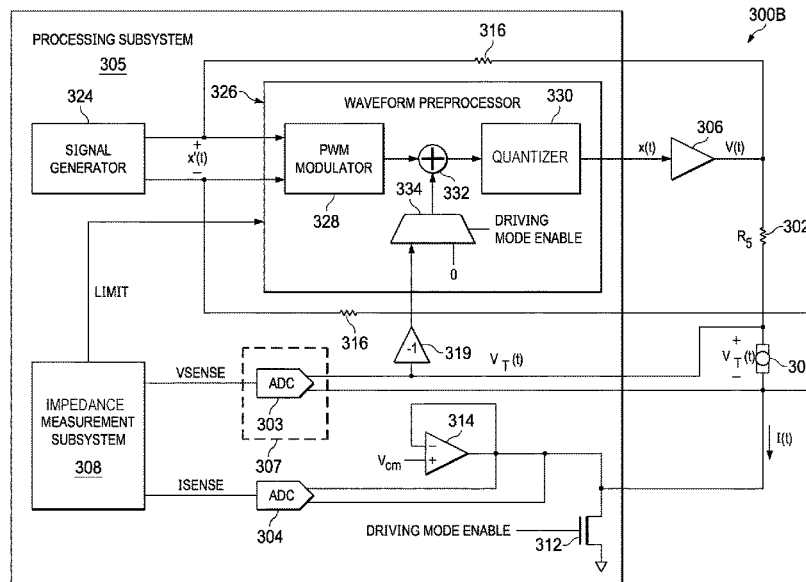 PROCESSING SUBSYSTEM
305
324
SIGNAL
GENERATOR
+
x'(t)
−
326
WAVEFORM PREPROCESSOR
PWM
MODULATOR
328
332
334
330
QUANTIZER
DRIVING
MODE ENABLE
0
316
300B
x(t)
306
V(t)
302
R5
LIMIT
316
-1
319
VT(t)
+
VT(t)
−
30
IMPEDANCE
MEASUREMENT
SUBSYSTEM
308
VSENSE
ADC
303
307
ISENSE
ADC
304
314
−
+
Vcm
I(t)
DRIVING MODE ENABLE
312